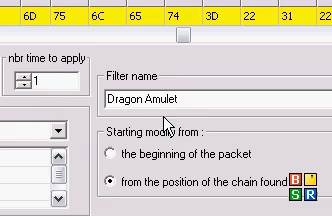 6D 75 6C 65 74 3D 22 31 22
nbr time to apply
1
Filter name
Dragon Amulet
Starting modify from :
the beginning of the packet
from the position of the chain found
B
S R